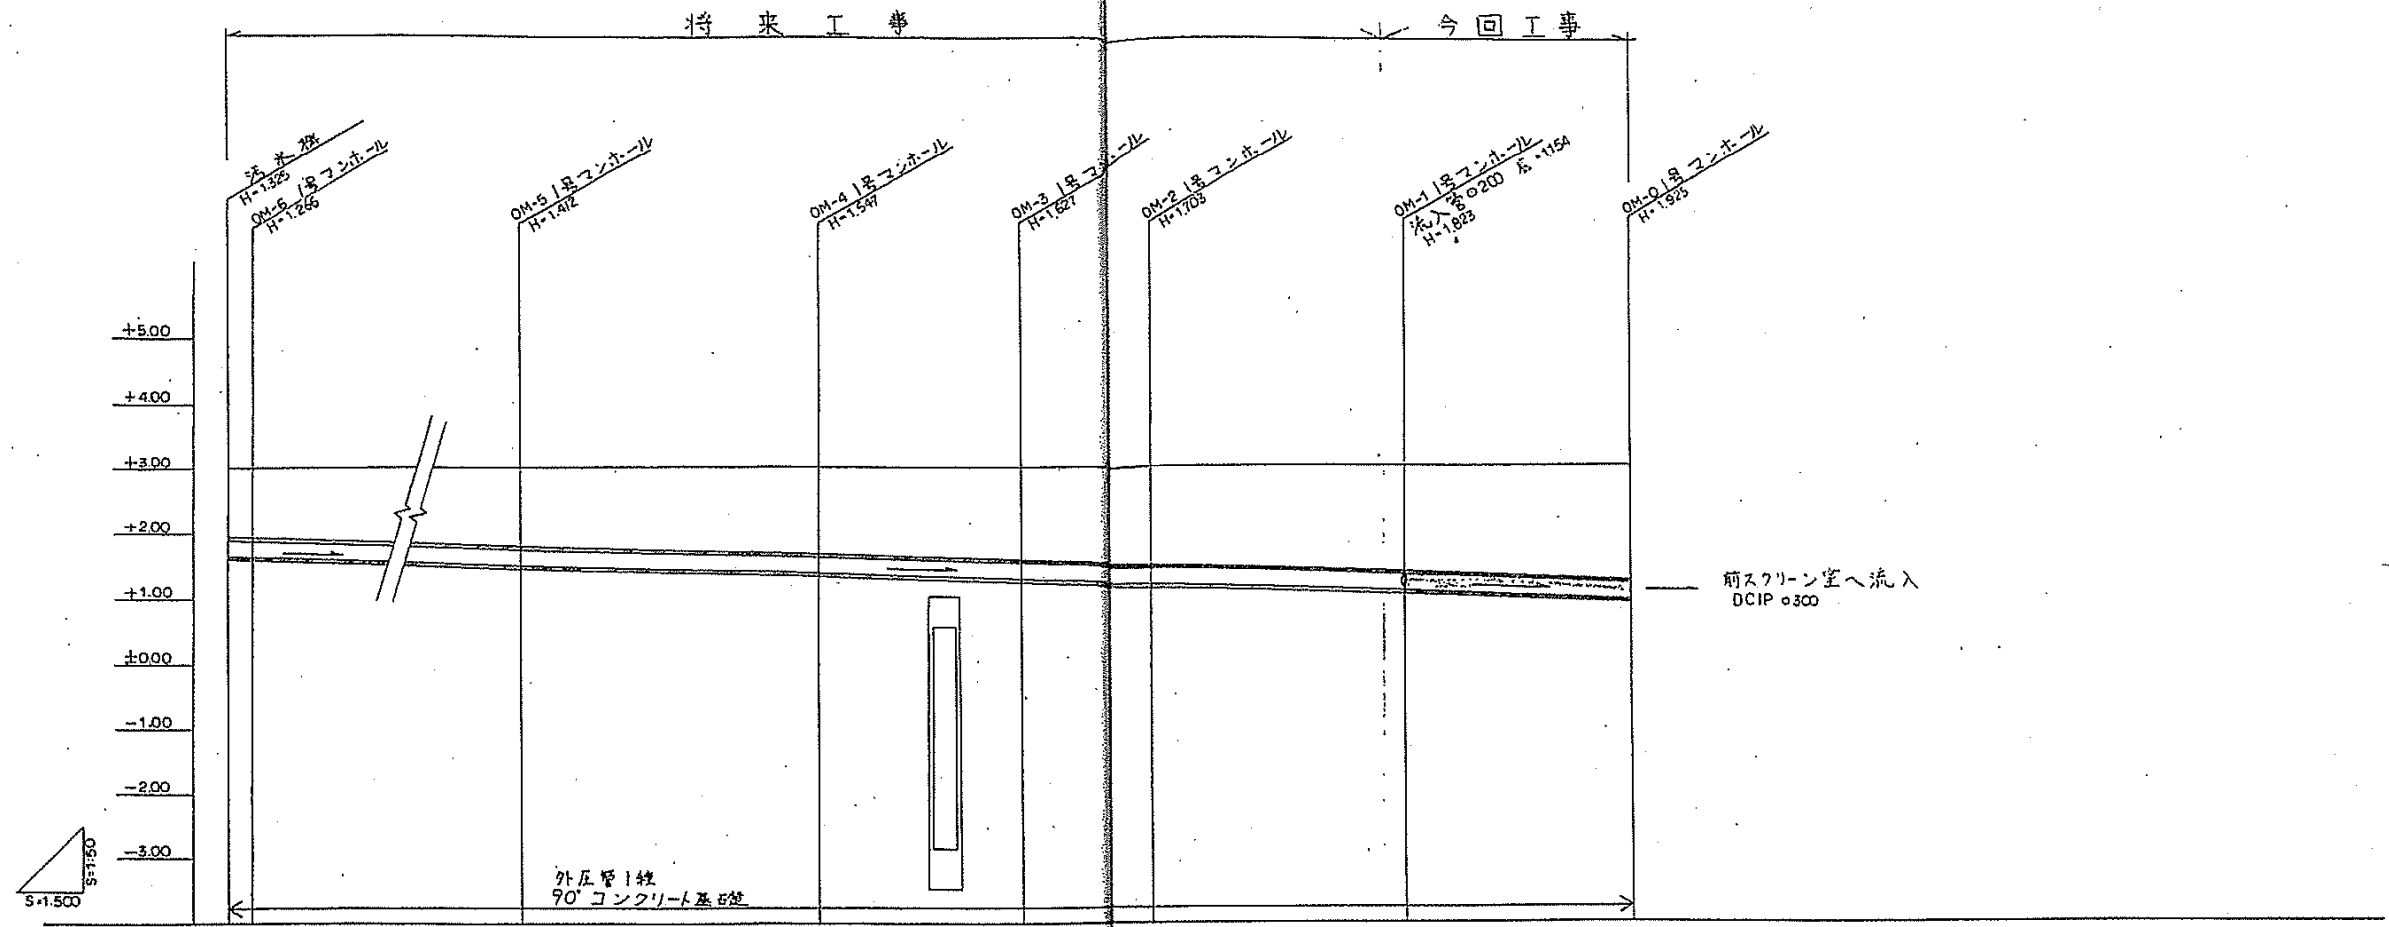 将来工事
今回工事
汚水桝
H=1.325
OM-6 1号マンホール
H=1.266
OM-5 1号マンホール
H=1.412
OM-4 1号マンホール
H=1.547
OM-3 1号マンホール
H=1.627
OM-2 1号マンホール
H=1.703
OM-1 1号マンホール
流入管⌀200 =1.154
H=1.823
OM-0 1号マンホール
H=1.925
+5.00
+4.00
+3.00
+2.00
+1.00
±0.00
-1.00
-2.00
-3.00
前スクリーン室へ流入
DCIP ⌀300
外圧管1種
90° コンクリート基礎
S=1:50
S=1:500